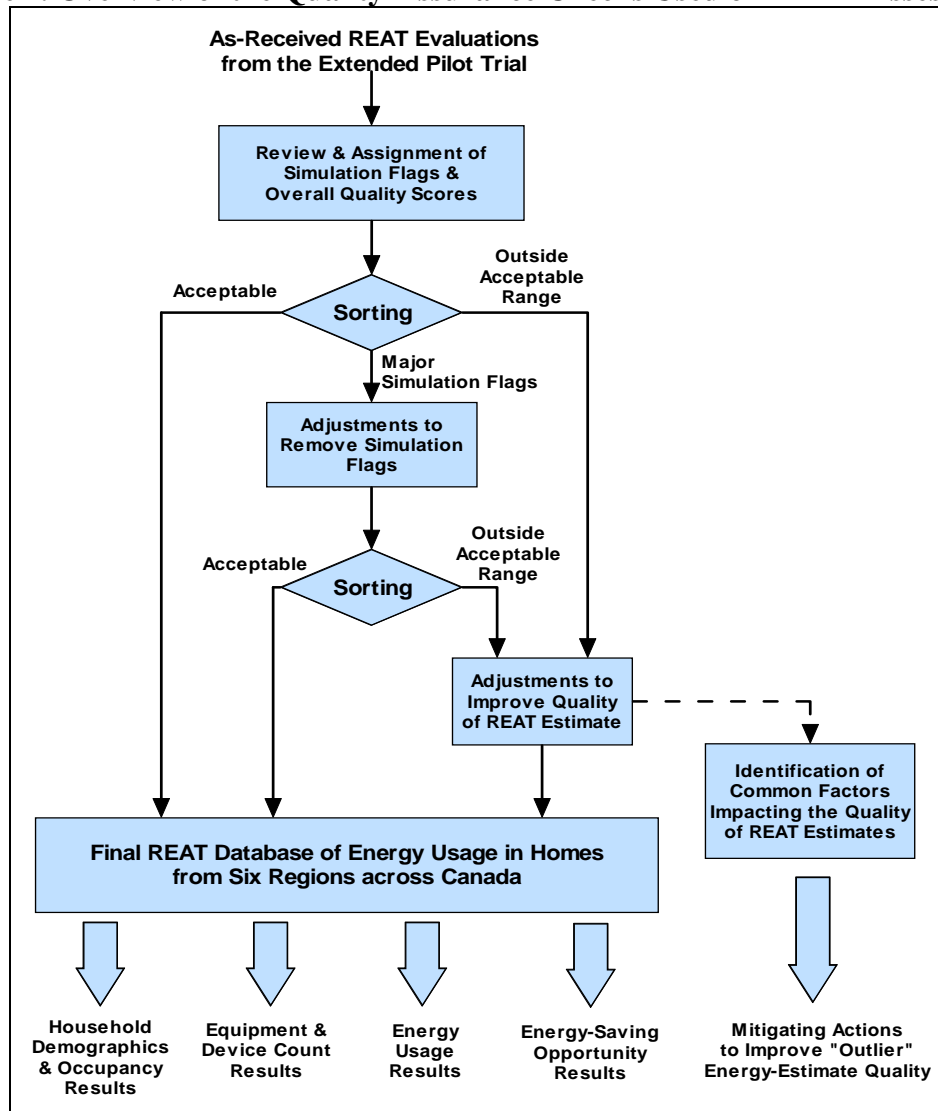 As-Received REAT Evaluations
from the Extended Pilot Trial
Review & Assignment of
Simulation Flags &
Overall Quality Scores
Acceptable
Outside
Acceptable
Range
Sorting
Major
Simulation Flags
Adjustments to
Remove Simulation
Flags
Acceptable
Outside
Acceptable
Range
Sorting
Adjustments to
Improve Quality
of REAT Estimate
Identification of
Common Factors
Impacting the Quality
of REAT Estimates
Final REAT Database of Energy Usage in Homes
from Six Regions across Canada
Household
Demographics
& Occupancy
Results
Equipment &
Device Count
Results
Energy
Usage
Results
Energy-Saving
Opportunity
Results
Mitigating Actions
to Improve "Outlier"
Energy-Estimate Quality